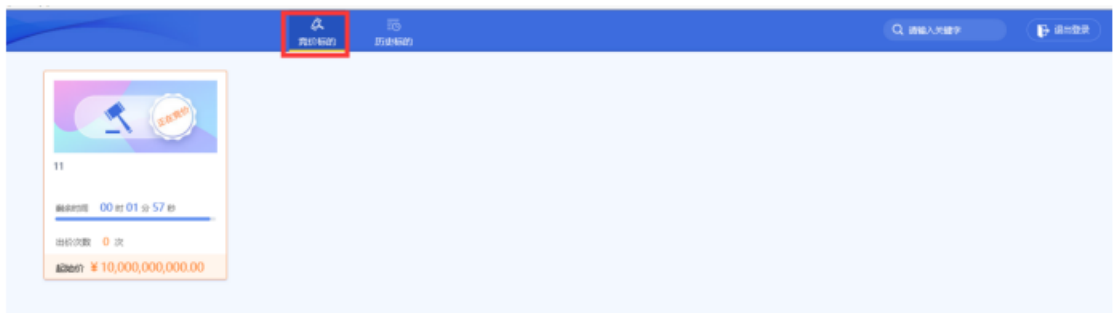 竞价标的
历史标的
请输入关键字
退出登录
正在竞价
11
剩余时间 00 时 01 分 57 秒
出价次数 0 次
起始价 ¥10,000,000,000.00